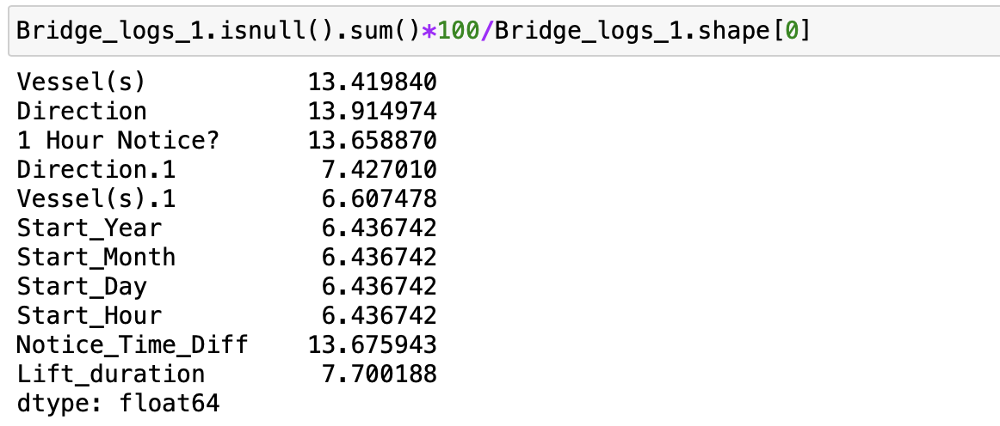 Bridge_logs_1.isnull().sum()*100/Bridge_logs_1.shape[0]
Vessel(s) 13.419840
Direction 13.914974
1 Hour Notice? 13.658870
Direction.1 7.427010
Vessel(s).1 6.607478
Start_Year 6.436742
Start_Month 6.436742
Start_Day 6.436742
Start_Hour 6.436742
Notice_Time_Diff 13.675943
Lift_duration 7.700188
dtype: float64